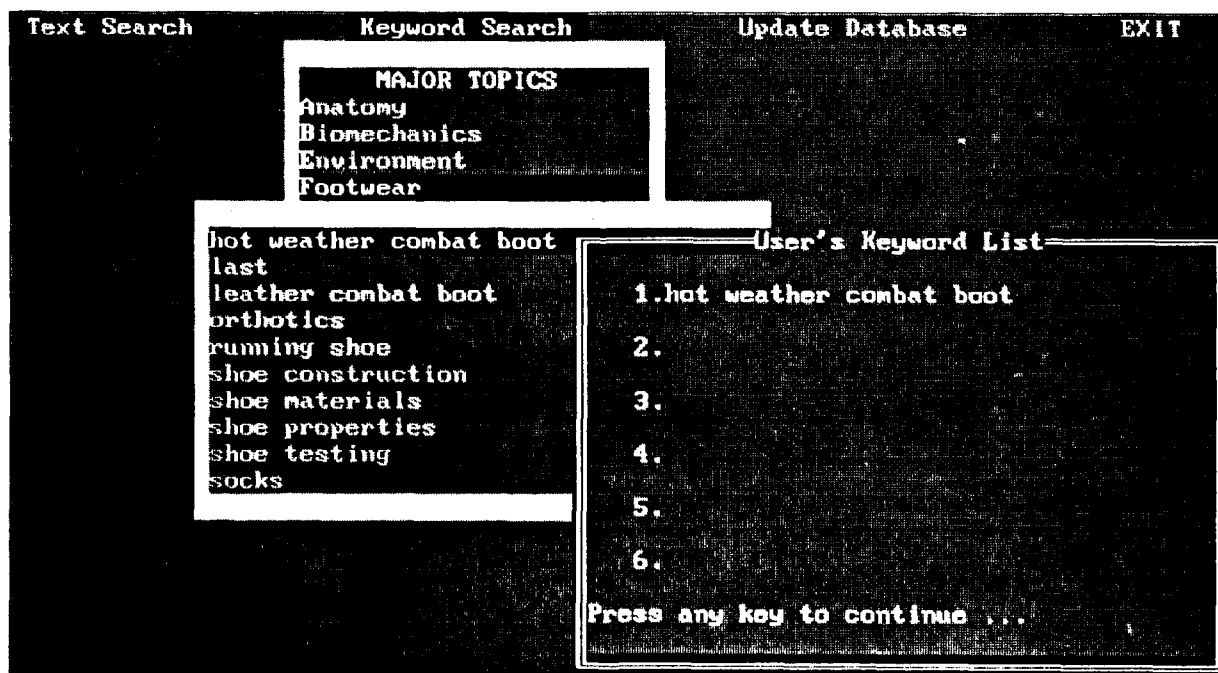 Text Search Keyword Search Update Database EXIT
MAJOR TOPICS
Anatomy
Biomechanics
Environment
Footwear
hot weather combat boot
last
leather combat boot
orthotics
running shoe
shoe construction
shoe materials
shoe properties
shoe testing
socks
User's Keyword List
1.hot weather combat boot
2.
3.
4.
5.
6.
Press any key to continue ...